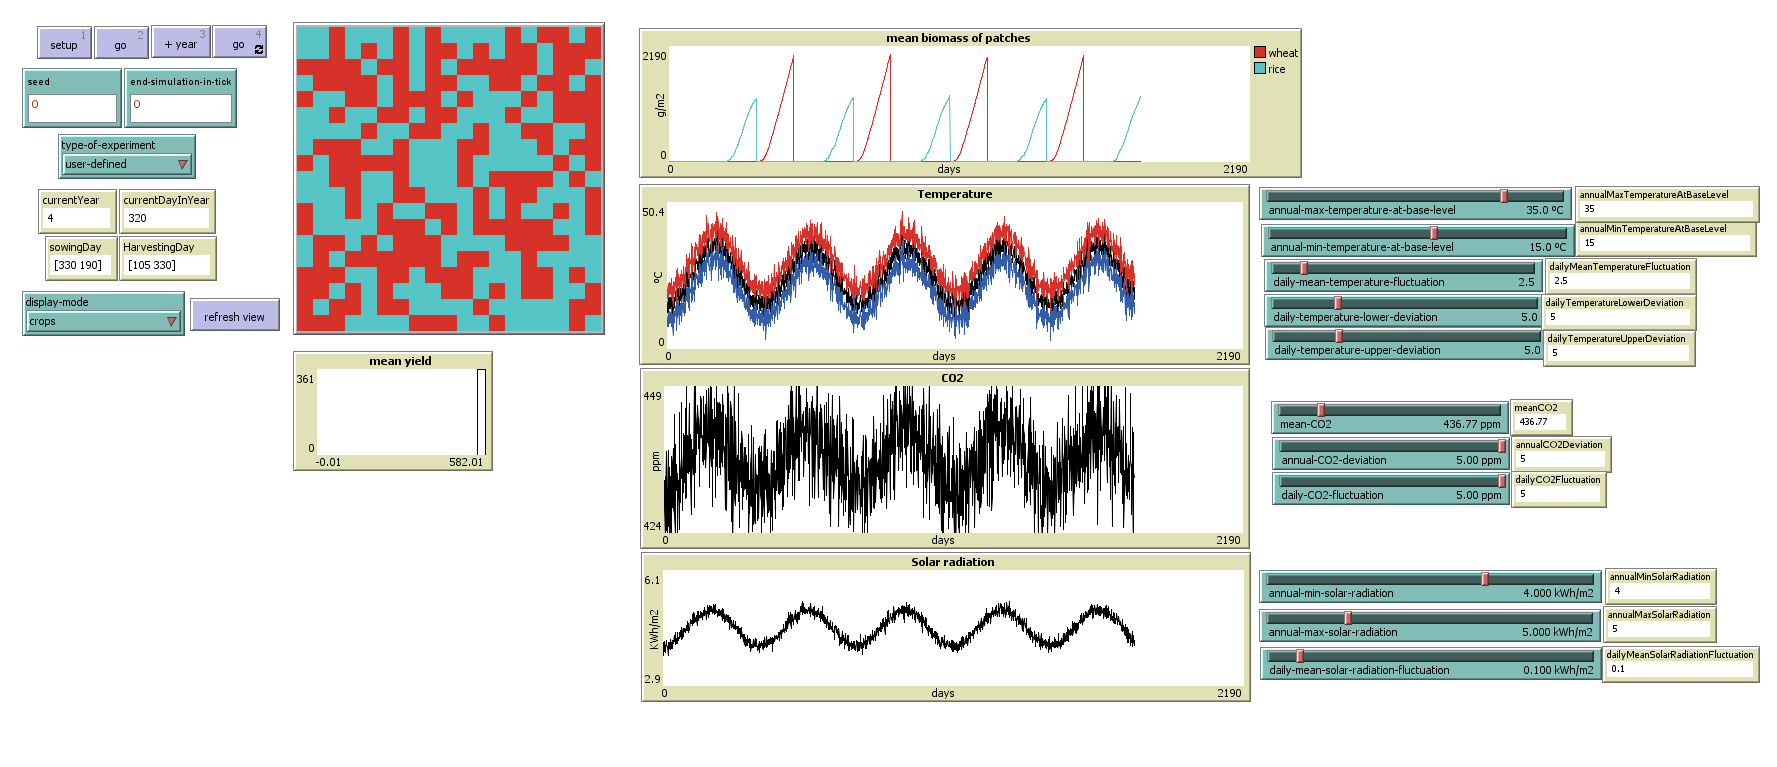 1
setup
2
go
3
+ year
4
go
seed
0
end-simulation-in-tick
0
type-of-experiment
user-defined
currentYear
4
currentDayInYear
320
sowingDay
[330 190]
HarvestingDay
[105 330]
display-mode
crops
refresh view
mean yield
361
0
-0.01
582.01
mean biomass of patches
2190
g/m2
0
0
days
2190
wheat
rice
Temperature
50.4
ºC
0
0
days
2190
CO2
449
ppm
424
0
days
2190
Solar radiation
6.1
KWh/m2
2.9
0
days
2190
annual-max-temperature-at-base-level 35.0 ºC
annualMaxTemperatureAtBaseLevel
35
annual-min-temperature-at-base-level 15.0 ºC
annualMinTemperatureAtBaseLevel
15
daily-mean-temperature-fluctuation 2.5
dailyMeanTemperatureFluctuation
2.5
daily-temperature-lower-deviation 5.0
dailyTemperatureLowerDeviation
5
daily-temperature-upper-deviation 5.0
dailyTemperatureUpperDeviation
5
mean-CO2 436.77 ppm
meanCO2
436.77
annual-CO2-deviation 5.00 ppm
annualCO2Deviation
5
daily-CO2-fluctuation 5.00 ppm
dailyCO2Fluctuation
5
annual-min-solar-radiation 4.000 kWh/m2
annualMinSolarRadiation
4
annual-max-solar-radiation 5.000 kWh/m2
annualMaxSolarRadiation
5
daily-mean-solar-radiation-fluctuation 0.100 kWh/m2
dailyMeanSolarRadiationFluctuation
0.1